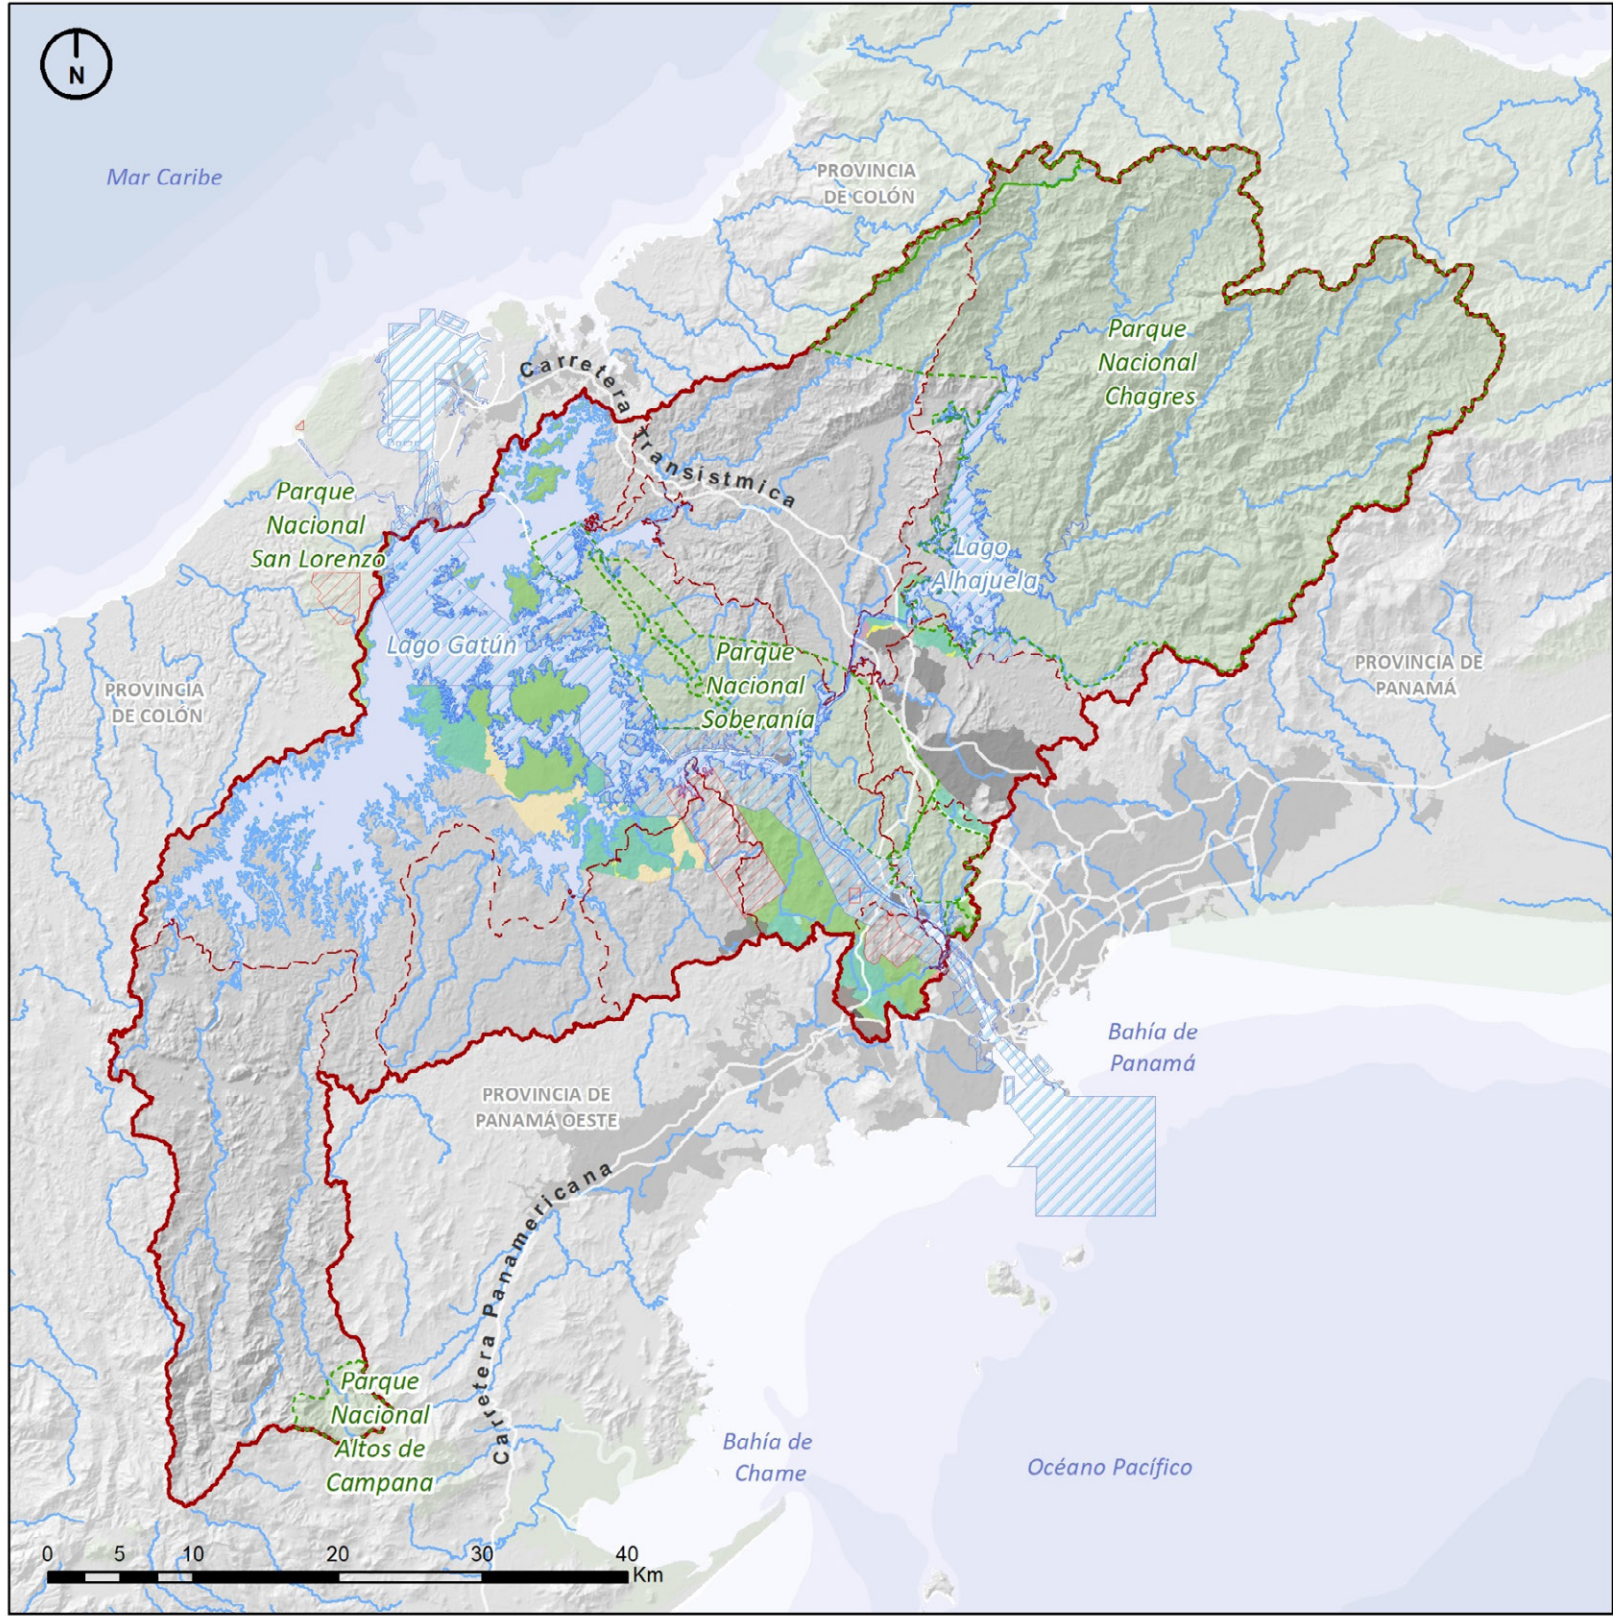 N
Mar Caribe
PROVINCIA
DE COLÓN
Parque
Nacional
Chagres
Carretera Transístmica
Parque
Nacional
San Lorenzo
Lago
Alhajuela
Lago Gatún
Parque
Nacional
Soberanía
PROVINCIA
DE COLÓN
PROVINCIA DE
PANAMÁ
Bahía de
Panamá
PROVINCIA DE
PANAMÁ OESTE
Carretera Panamericana
Parque
Nacional
Altos de
Campana
Bahía de
Chame
Océano Pacífico
0 5 10 20 30 40
Km